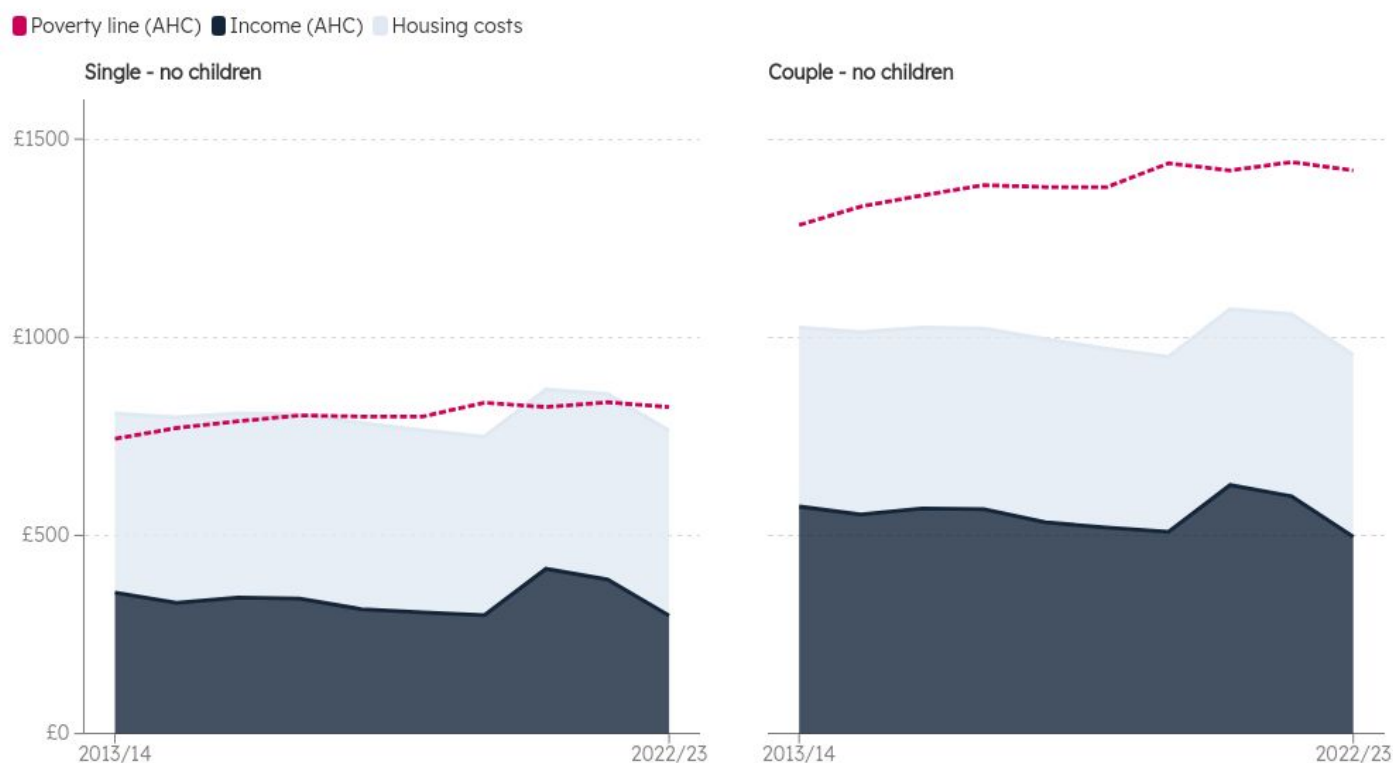 Poverty line (AHC) Income (AHC) Housing costs
Single - no children Couple - no children
£1500
£1000
£500
£0
2013/14 2022/23 2013/14 2022/23